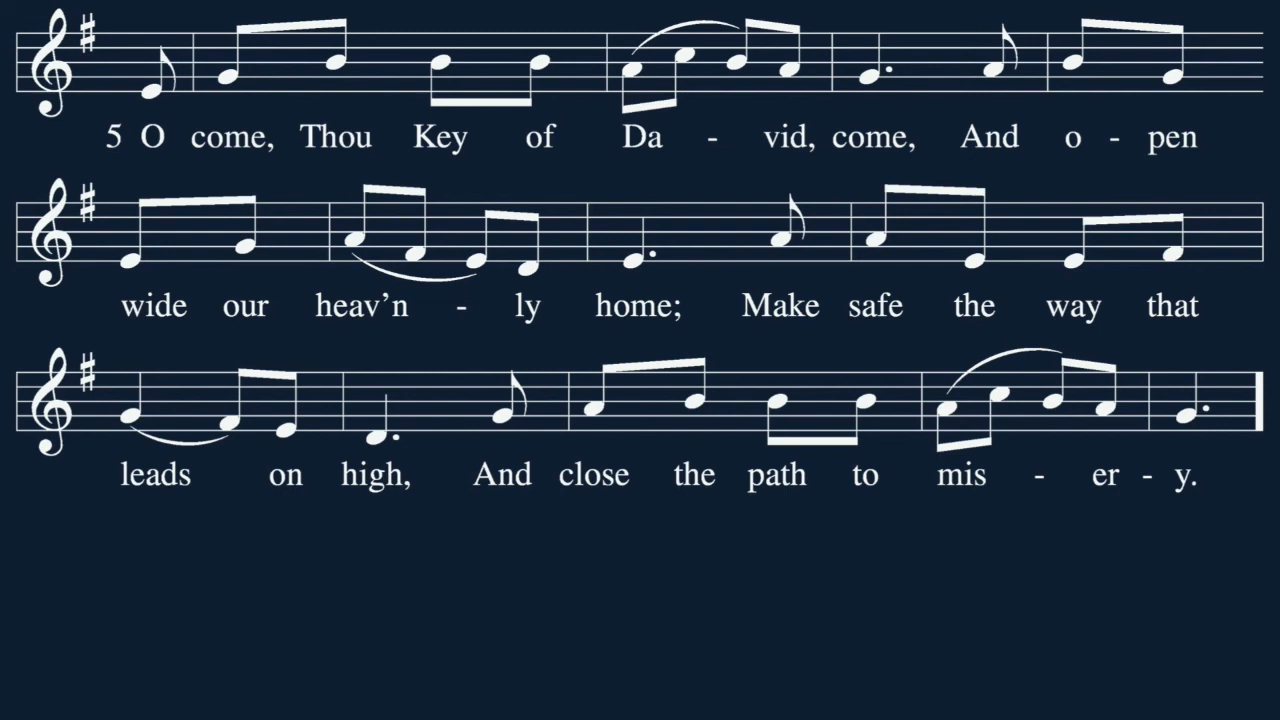 5 O come, Thou Key of Da - vid, come, And o - pen
wide our heav’n - ly home; Make safe the way that
leads on high, And close the path to mis - er - y.